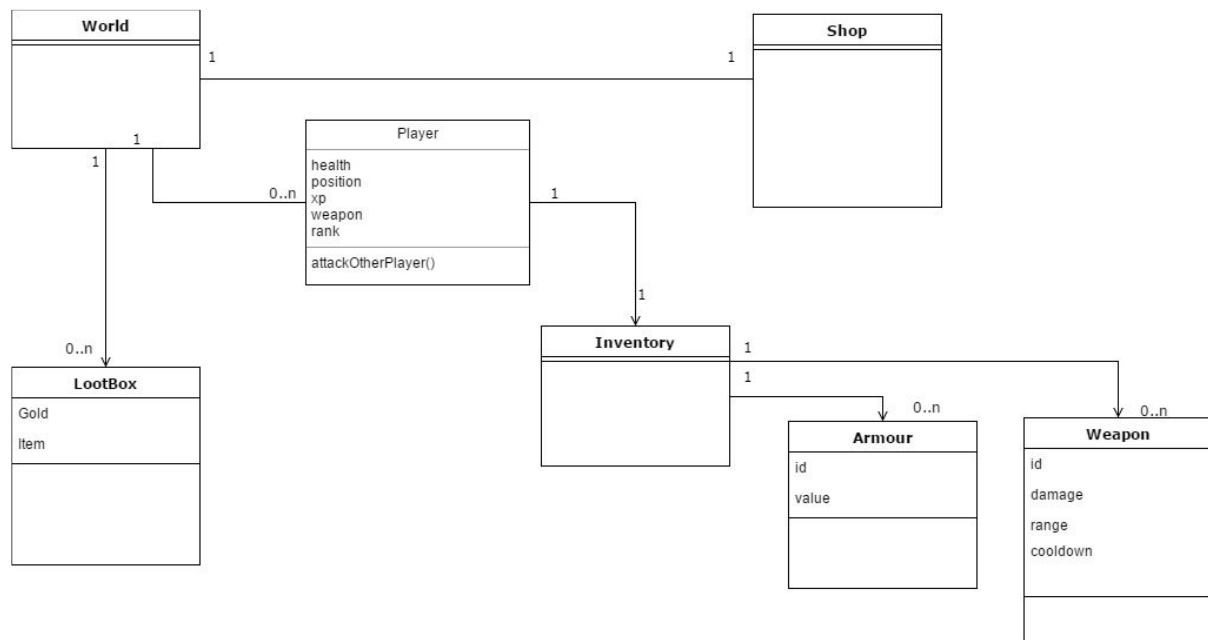 World
Shop
1
1
1
1
Player
health
position
xp
weapon
rank
attackOtherPlayer()
0..n
1
1
0..n
Inventory
1
1
LootBox
Gold
Item
0..n
0..n
Armour
id
value
Weapon
id
damage
range
cooldown